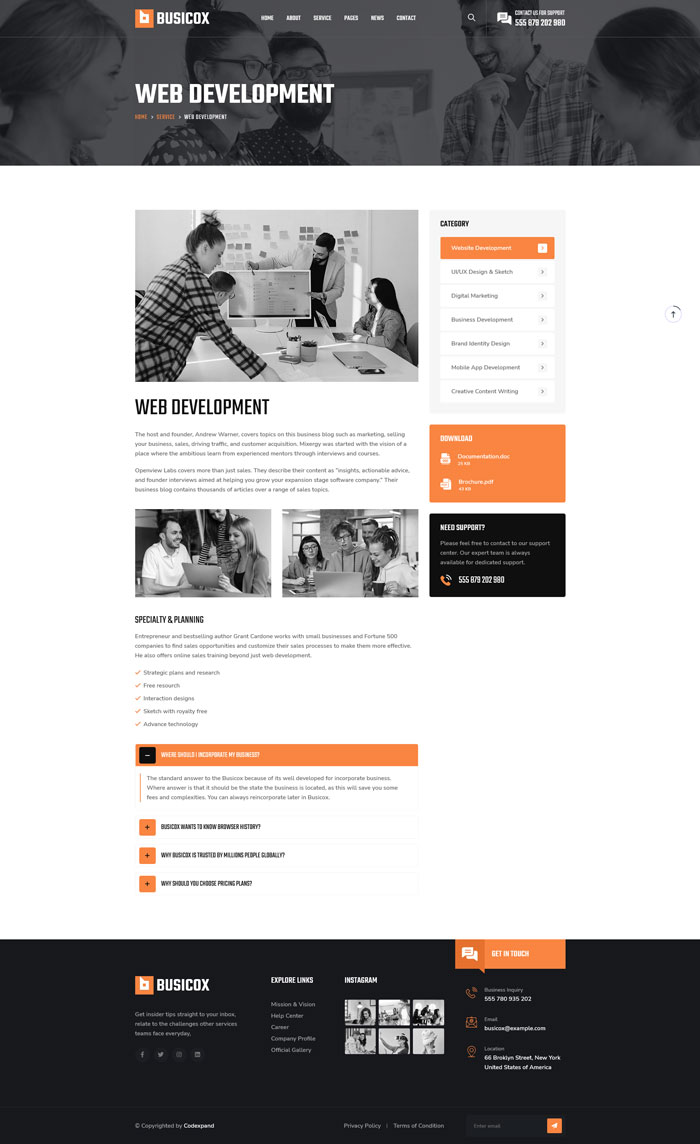 BUSICOX
HOME ABOUT SERVICE PAGES NEWS CONTACT
CONTACT US FOR SUPPORT
555 879 202 980
WEB DEVELOPMENT
HOME > SERVICE > WEB DEVELOPMENT
WEB DEVELOPMENT
The host and founder, Andrew Warner, covers topics on this business blog such as marketing, selling
your business, sales, driving traffic, and customer acquisition. Mixergy was started with the vision of a
place where the ambitious learn from experienced mentors through interviews and courses.
Openview Labs covers more than just sales. They describe their content as "insights, actionable advice,
and founder interviews aimed at helping you grow your expansion stage software company." Their
business blog contains thousands of articles over a range of sales topics.
SPECIALTY & PLANNING
Entrepreneur and bestselling author Grant Cardone works with small businesses and Fortune 500
companies to find sales opportunities and customize their sales processes to make them more effective.
He also offers online sales training beyond just web development.
Strategic plans and research
Free resourch
Interaction designs
Sketch with royalty free
Advance technology
WHERE SHOULD I INCORPORATE MY BUSINESS?
The standard answer to the Busicox because of its well developed for incorporate business.
Where answer is that it should be the state the business is located, as this will save you some
fees and complexities. You can always reincorporate later in Busicox.
BUSICOX WANTS TO KNOW BROWSER HISTORY?
WHY BUSICOX IS TRUSTED BY MILLIONS PEOPLE GLOBALLY?
WHY SHOULD YOU CHOOSE PRICING PLANS?
CATEGORY
Website Development
UI/UX Design & Sketch
Digital Marketing
Business Development
Brand Identity Design
Mobile App Development
Creative Content Writing
DOWNLOAD
Documentation.doc
25 KB
Brochure.pdf
43 KB
NEED SUPPORT?
Please feel free to contact to our support
center. Our expert team is always
available for dedicated support.
555 879 202 980
BUSICOX
Get insider tips straight to your inbox,
relate to the challenges other services
teams face everyday,
EXPLORE LINKS
Mission & Vision
Help Center
Career
Company Profile
Official Gallery
INSTAGRAM
GET IN TOUCH
Business Inquiry
555 780 935 202
Email
busicox@example.com
Location
66 Broklyn Street, New York
United States of America
© Copyrighted by Codexpand
Privacy Policy | Terms of Condition
Enter email